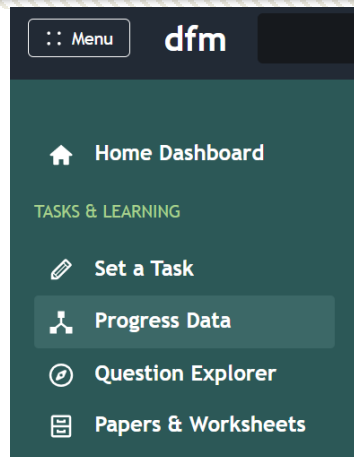 Menu dfm
Home Dashboard
TASKS & LEARNING
Set a Task
Progress Data
Question Explorer
Papers & Worksheets